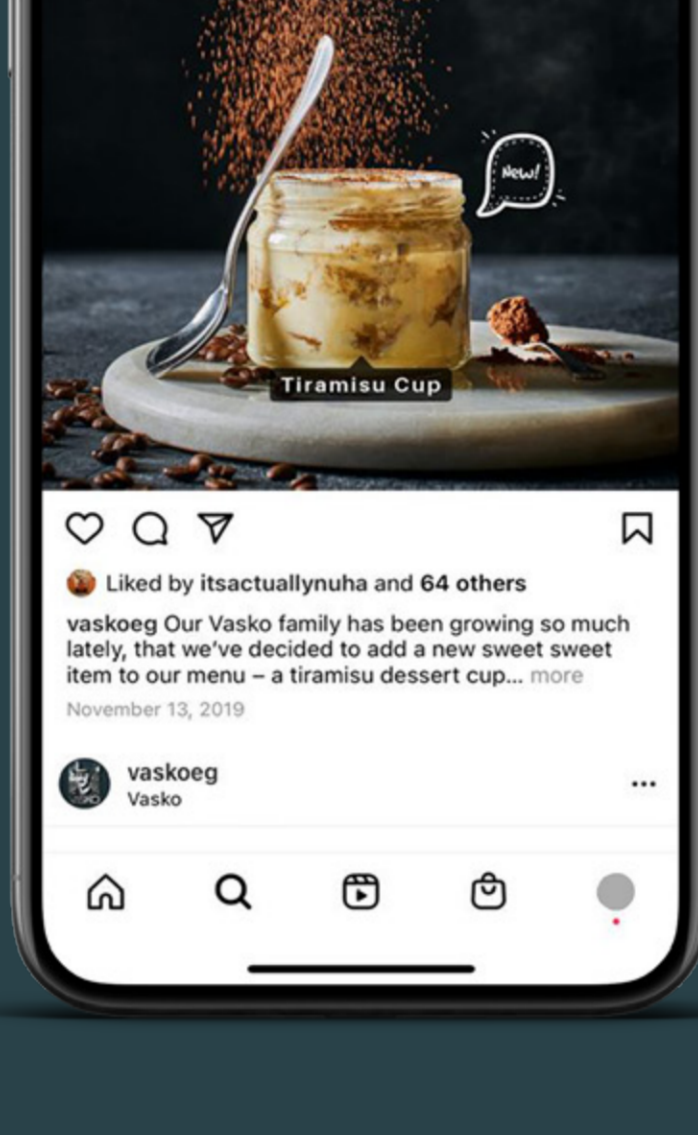 New!
Tiramisu Cup
Liked by itsactuallynuha and 64 others
vaskoeg Our Vasko family has been growing so much
lately, that we've decided to add a new sweet sweet
item to our menu – a tiramisu dessert cup... more
November 13, 2019
vaskoeg
Vasko